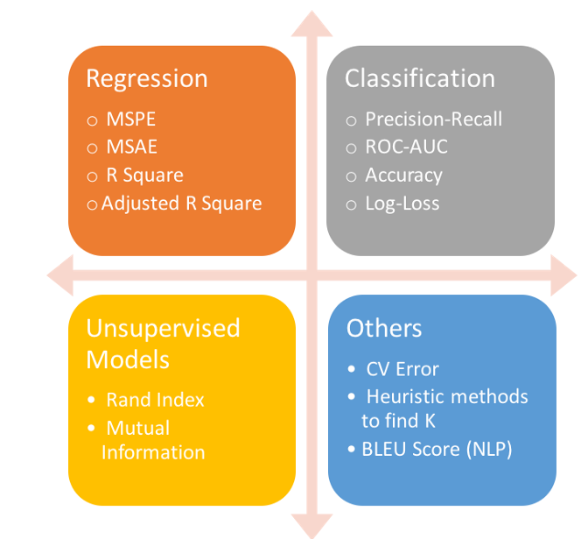 Regression
○ MSPE
○ MSAE
○ R Square
○ Adjusted R Square
Classification
○ Precision-Recall
○ ROC-AUC
○ Accuracy
○ Log-Loss
Unsupervised
Models
• Rand Index
• Mutual
Information
Others
• CV Error
• Heuristic methods
to find K
• BLEU Score (NLP)